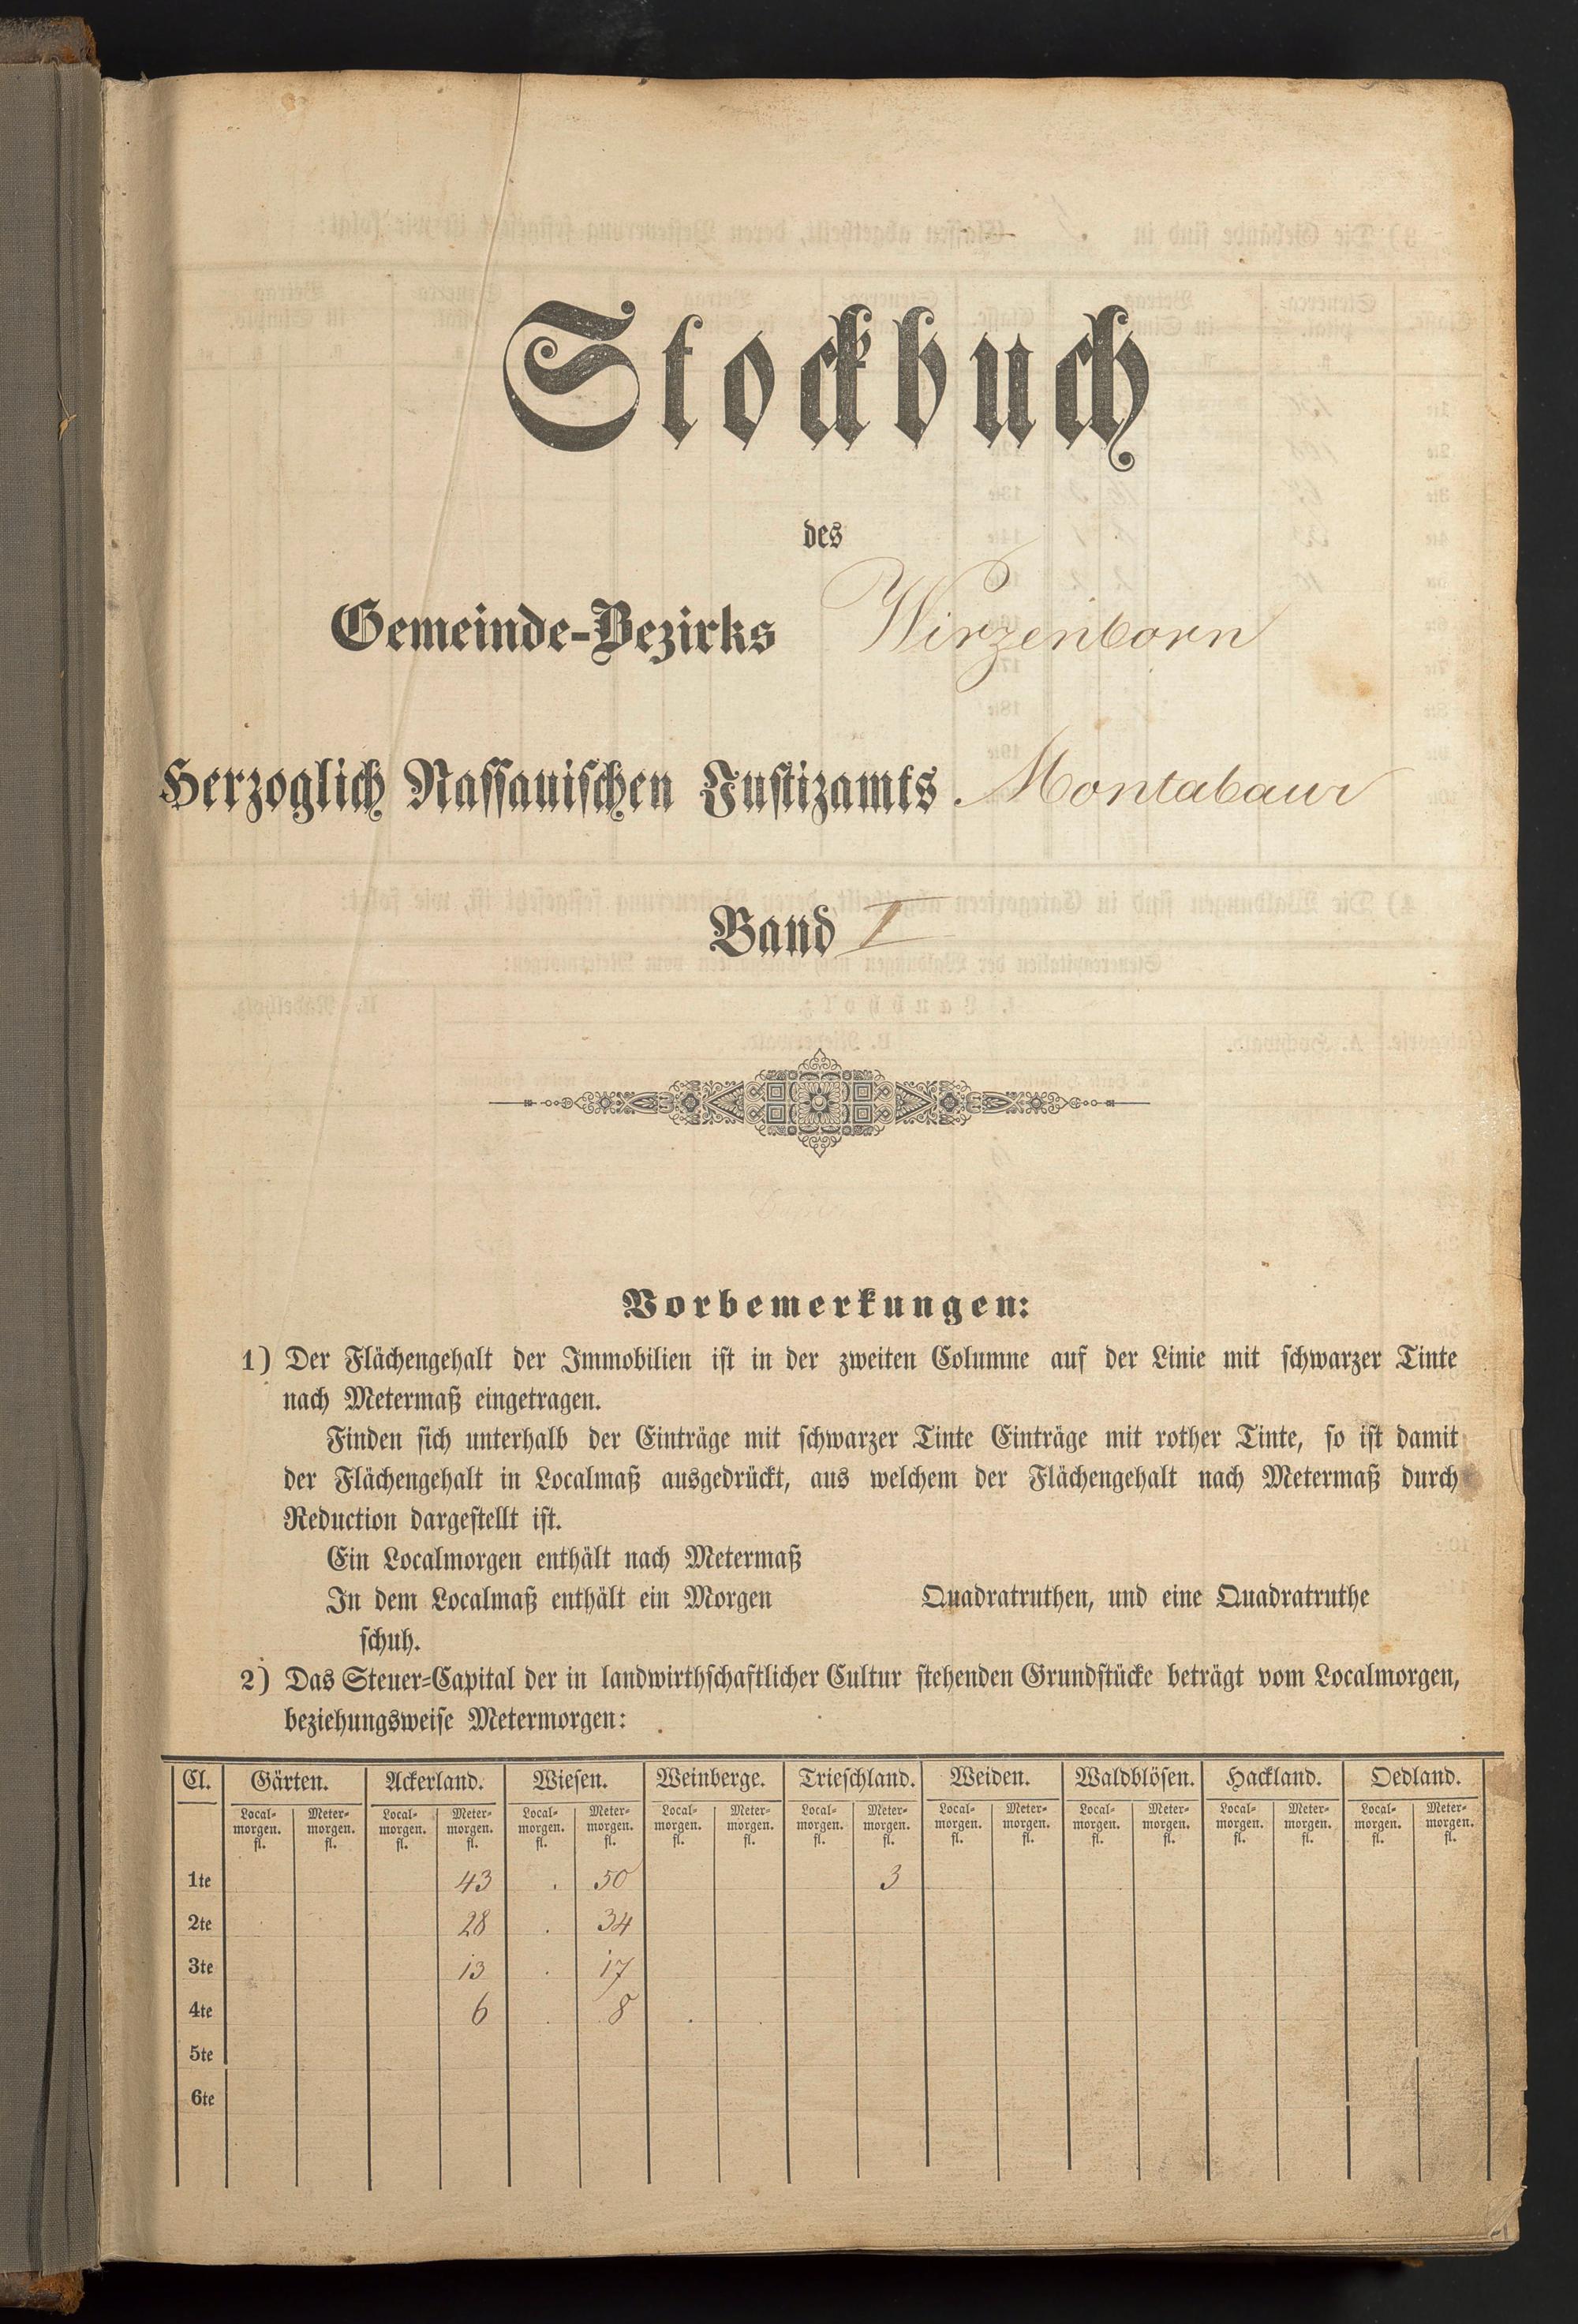 Stockbuch
des
Gemeinde-Bezirks Wirzenborn
Herzoglich Nassauischen Justizamts Montabaur
Band I
Vorbemerkungen:
1) Der Flächengehalt der Immobilien ist in der zweiten Columne auf der Linie mit schwarzer Tinte
nach Metermaß eingetragen.
Finden sich unterhalb der Einträge mit schwarzer Tinte Einträge mit rother Tinte, so ist damit
der Flächengehalt in Localmaß ausgedrückt, aus welchem der Flächengehalt nach Metermaß durch
Reduction dargestellt ist.
Ein Localmorgen enthält nach Metermaß
In dem Localmaß enthält ein Morgen Quadratruthen, und eine Quadratruthe
schuh.
2) Das Steuer-Capital der in landwirthschaftlicher Cultur stehenden Grundstücke beträgt vom Localmorgen,
beziehungsweise Metermorgen:
Cl. Gärten. Ackerland. Wiesen. Weinberge. Trieschland. Weiden. Waldblösen. Hackland. Oedland.
Local- Meter- Local- Meter- Local- Meter- Local- Meter- Local- Meter- Local- Meter- Local- Meter- Local- Meter- Local- Meter-
morgen. morgen. morgen. morgen. morgen. morgen. morgen. morgen. morgen. morgen. morgen. morgen. morgen. morgen. morgen. morgen. morgen. morgen.
fl. fl. fl. fl. fl. fl. fl. fl. fl. fl. fl. fl. fl. fl. fl. fl. fl. fl.
1te 43 . 50 3
2te 28 . 34
3te 13 . 17
4te 6 . 8
5te
6te